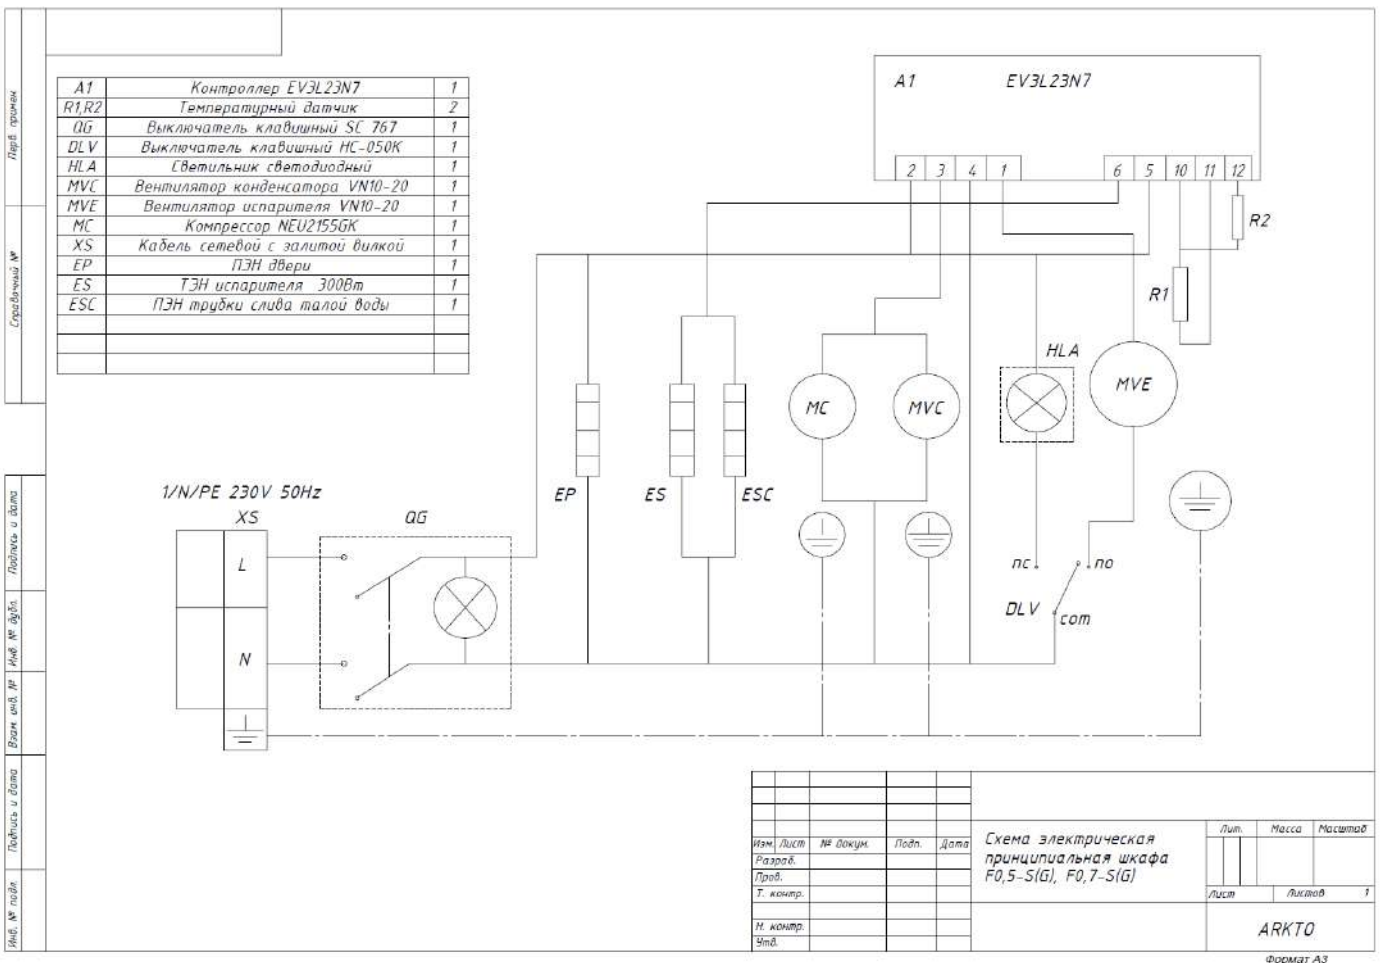 A1 Контроллер EV3L23N7 1
R1,R2 Температурный датчик 2
QG Выключатель клавишный SC 767 1
DLV Выключатель клавишный НС-050К 1
HLA Светильник светодиодный 1
MVC Вентилятор конденсатора VN10-20 1
MVE Вентилятор испарителя VN10-20 1
MC Компрессор NEU2155GK 1
XS Кабель сетевой с залитой вилкой 1
EP ПЭН двери 1
ES ТЭН испарителя 300Вт 1
ESC ПЭН трубки слива талой воды 1
A1 EV3L23N7
2 3 4 1 6 5 10 11 12
R2
R1
HLA
MC MVC MVE
EP ES ESC
1/N/PE 230V 50Hz
XS QG
L
nc no
DLV com
N
Перв. примен.
Справочный №
Подпись и дата
Инв. № дубл.
Взам. инв. №
Подпись и дата
Инв. № подл.
Изм. Лист № докум. Подп. Дата
Разраб.
Пров.
Т. контр.
Н. контр.
Утв.
Схема электрическая
принципиальная шкафа
F0,5-S(G), F0,7-S(G)
Лит. Масса Масштаб
Лист Листов 1
ARKTO
Формат А3